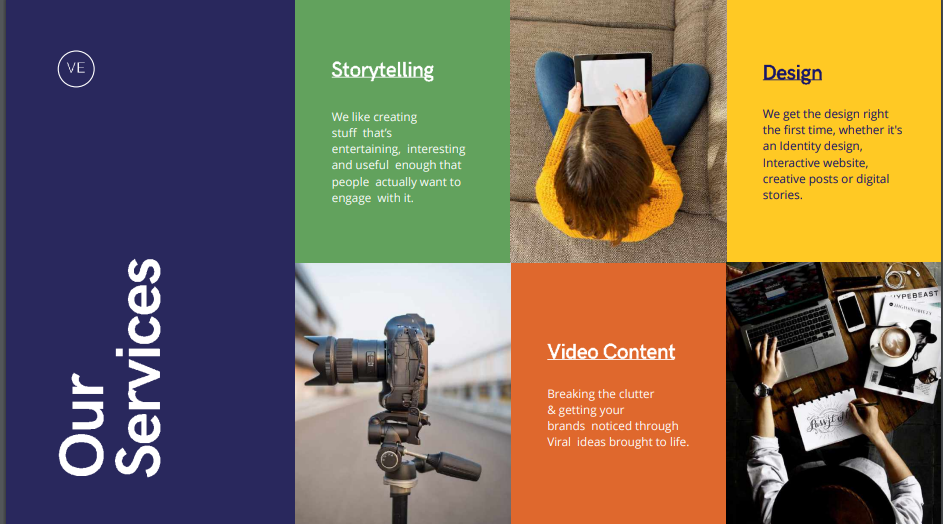 VE
Our
Services
Storytelling
We like creating
stuff that's
entertaining, interesting
and useful enough that
people actually want to
engage with it.
Design
We get the design right
the first time, whether it's
an Identity design,
Interactive website,
creative posts or digital
stories.
Video Content
Breaking the clutter
& getting your
brands noticed through
Viral ideas brought to life.
HYPEBEAST